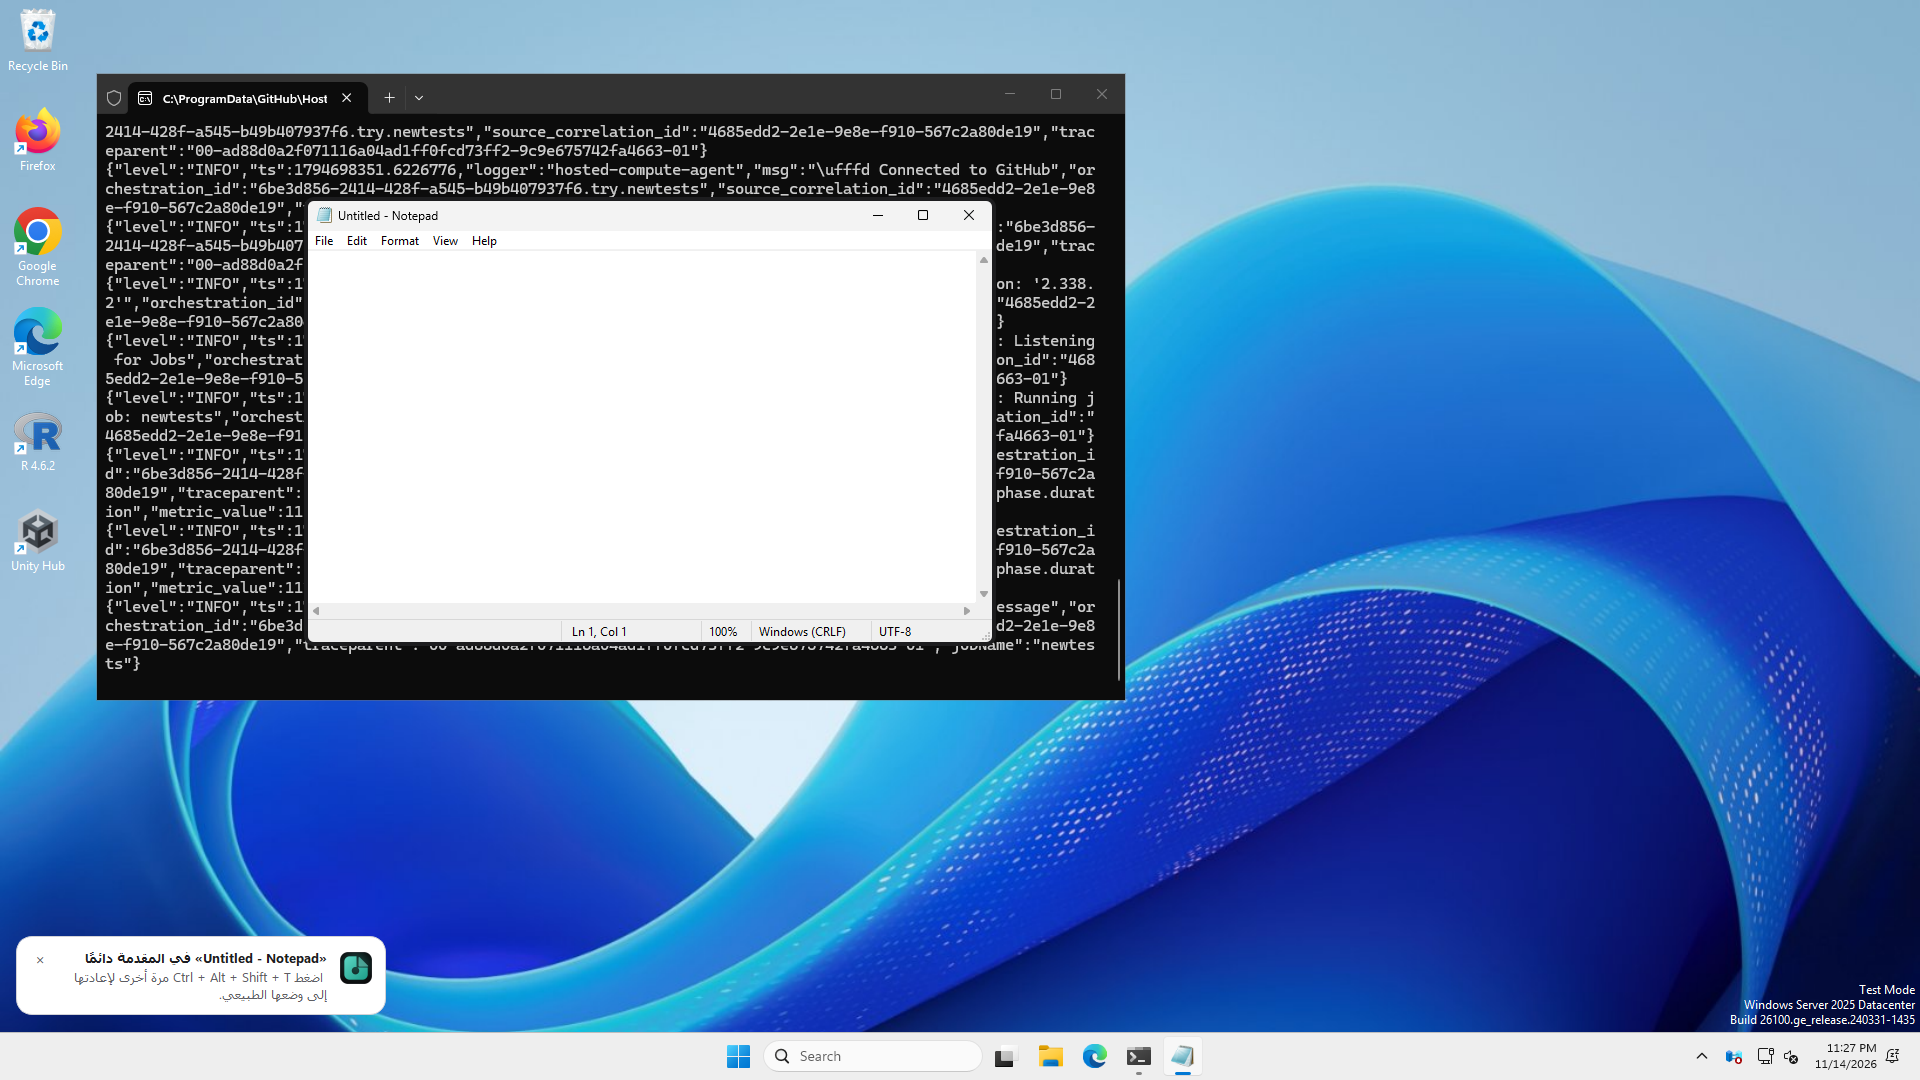 Recycle Bin
Firefox
Google
Chrome
Microsoft
Edge
R 4.6.2
Unity Hub
C:\ProgramData\GitHub\Host
2414-428f-a545-b49b407937f6.try.newtests","source_correlation_id":"4685edd2-2e1e-9e8e-f910-567c2a80de19","trac
eparent":"00-ad88d0a2f071116a04ad1ff0fcd73ff2-9c9e675742fa4663-01"}
{"level":"INFO","ts":1794698351.6226776,"logger":"hosted-compute-agent","msg":"\ufffd Connected to GitHub","or
chestration_id":"6be3d856-2414-428f-a545-b49b407937f6.try.newtests","source_correlation_id":"4685edd2-2e1e-9e8
e-f910-567c2a80de19","
{"level":"INFO","ts":1 :"6be3d856-
2414-428f-a545-b49b407 de19","trac
eparent":"00-ad88d0a2f
{"level":"INFO","ts":1 on: '2.338.
2'","orchestration_id" "4685edd2-2
e1e-9e8e-f910-567c2a80 }
{"level":"INFO","ts":1 : Listening
for Jobs","orchestrat on_id":"468
5edd2-2e1e-9e8e-f910-5 663-01"}
{"level":"INFO","ts":1 : Running j
ob: newtests","orchest ation_id":"
4685edd2-2e1e-9e8e-f91 fa4663-01"}
{"level":"INFO","ts":1 estration_i
d":"6be3d856-2414-428f f910-567c2a
80de19","traceparent": phase.durat
ion","metric_value":11
{"level":"INFO","ts":1 estration_i
d":"6be3d856-2414-428f f910-567c2a
80de19","traceparent": phase.durat
ion","metric_value":11
{"level":"INFO","ts":1 essage","or
chestration_id":"6be3d d2-2e1e-9e8
e-f910-567c2a80de19","traceparent":"00-ad88d0a2f071116a04ad1ff0fcd73ff2-9c9e675742fa4663-01","jobName":"newtes
ts"}
Untitled - Notepad
File Edit Format View Help
Ln 1, Col 1 100% Windows (CRLF) UTF-8
«Untitled - Notepad» في المقدمة دائمًا
اضغط Ctrl + Alt + Shift + T مرة أخرى لإعادتها
إلى وضعها الطبيعي.
Test Mode
Windows Server 2025 Datacenter
Build 26100.ge_release.240331-1435
Search
11:27 PM
11/14/2026